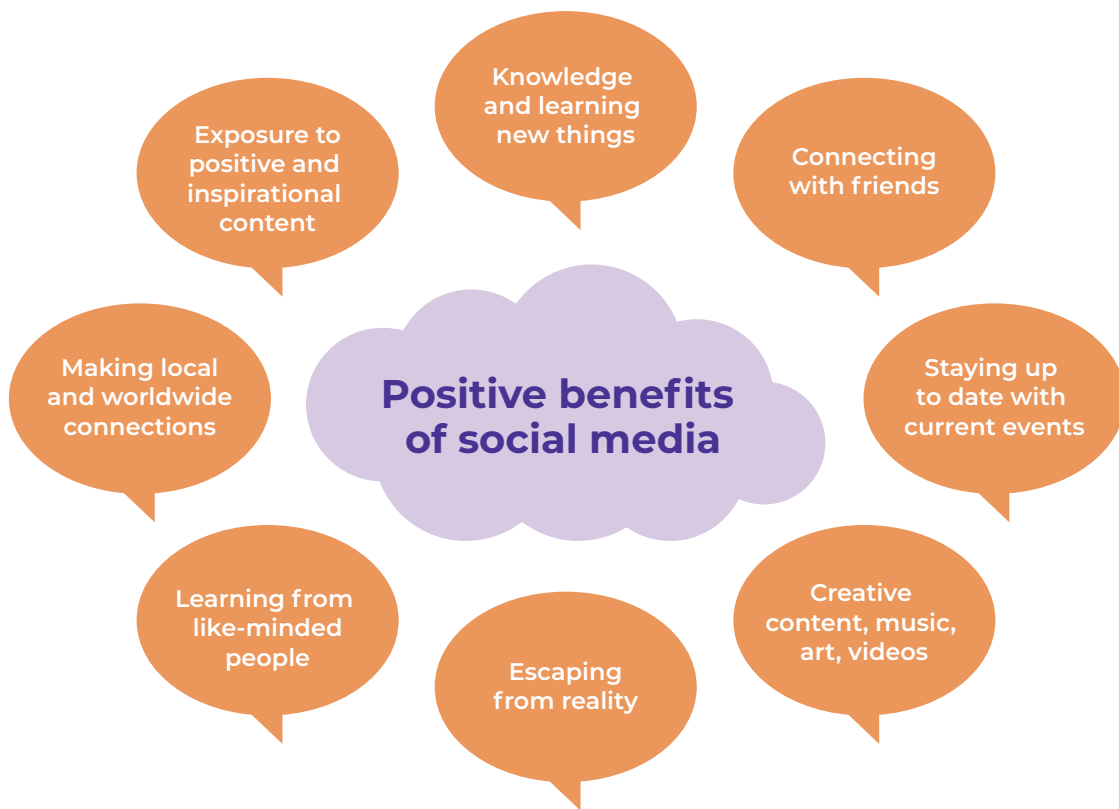 Knowledge
and learning
new things
Exposure to
positive and
inspirational
content
Connecting
with friends
Making local
and worldwide
connections
Positive benefits
of social media
Staying up
to date with
current events
Learning from
like-minded
people
Escaping
from reality
Creative
content, music,
art, videos